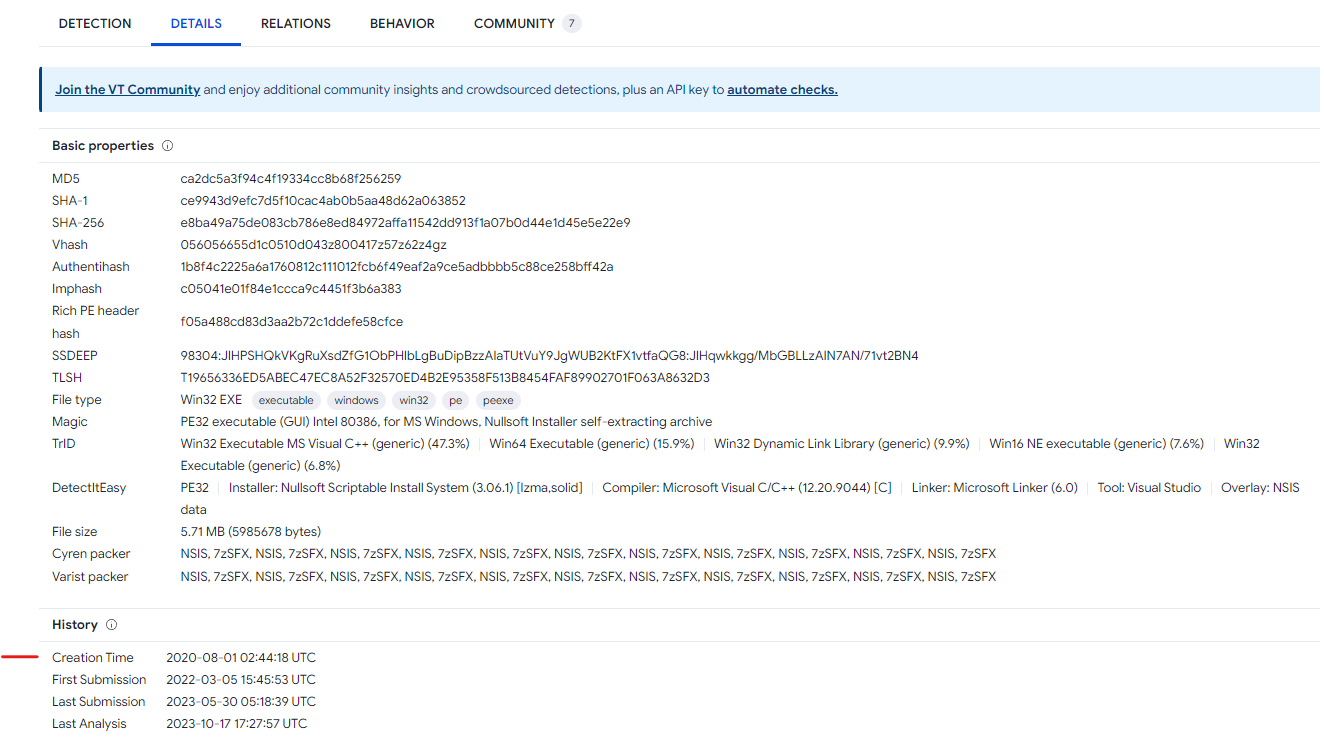 DETECTION DETAILS RELATIONS BEHAVIOR COMMUNITY 7
Join the VT Community and enjoy additional community insights and crowdsourced detections, plus an API key to automate checks.
Basic properties
MD5 ca2dc5a3f94c4f19334cc8b68f256259
SHA-1 ce9943d9efc7d5f10cac4ab0b5aa48d62a063852
SHA-256 e8ba49a75de083cb786e8ed84972affa11542dd913f1a07b0d44e1d45e5e22e9
Vhash 056056655d1c0510d043z800417z57z62z4gz
Authentihash 1b8f4c2225a6a1760812c111012fcb6f49eaf2a9ce5adbbbb5c88ce258bff42a
Imphash c05041e01f84e1ccca9c4451f3b6a383
Rich PE header
hash f05a488cd83d3aa2b72c1ddefe58cfce
SSDEEP 98304:JIHPSHQkVKgRuXsdZfG1ObPHIbLgBuDipBzzAIaTUtVuY9JgWUB2KtFX1vtfaQG8:JIHqwkkgg/MbGBLLzAIN7AN/71vt2BN4
TLSH T19656336ED5ABEC47EC8A52F32570ED4B2E95358F513B8454FAF89902701F063A8632D3
File type Win32 EXE executable windows win32 pe peexe
Magic PE32 executable (GUI) Intel 80386, for MS Windows, Nullsoft Installer self-extracting archive
TrID Win32 Executable MS Visual C++ (generic) (47.3%) Win64 Executable (generic) (15.9%) Win32 Dynamic Link Library (generic) (9.9%) Win16 NE executable (generic) (7.6%) Win32
Executable (generic) (6.8%)
DetectItEasy PE32 Installer: Nullsoft Scriptable Install System (3.06.1) [lzma,solid] Compiler: Microsoft Visual C/C++ (12.20.9044) [C] Linker: Microsoft Linker (6.0) Tool: Visual Studio Overlay: NSIS
data
File size 5.71 MB (5985678 bytes)
Cyren packer NSIS, 7zSFX, NSIS, 7zSFX, NSIS, 7zSFX, NSIS, 7zSFX, NSIS, 7zSFX, NSIS, 7zSFX, NSIS, 7zSFX, NSIS, 7zSFX, NSIS, 7zSFX, NSIS, 7zSFX, NSIS, 7zSFX
Varist packer NSIS, 7zSFX, NSIS, 7zSFX, NSIS, 7zSFX, NSIS, 7zSFX, NSIS, 7zSFX, NSIS, 7zSFX, NSIS, 7zSFX, NSIS, 7zSFX, NSIS, 7zSFX, NSIS, 7zSFX, NSIS, 7zSFX
History
Creation Time 2020-08-01 02:44:18 UTC
First Submission 2022-03-05 15:45:53 UTC
Last Submission 2023-05-30 05:18:39 UTC
Last Analysis 2023-10-17 17:27:57 UTC